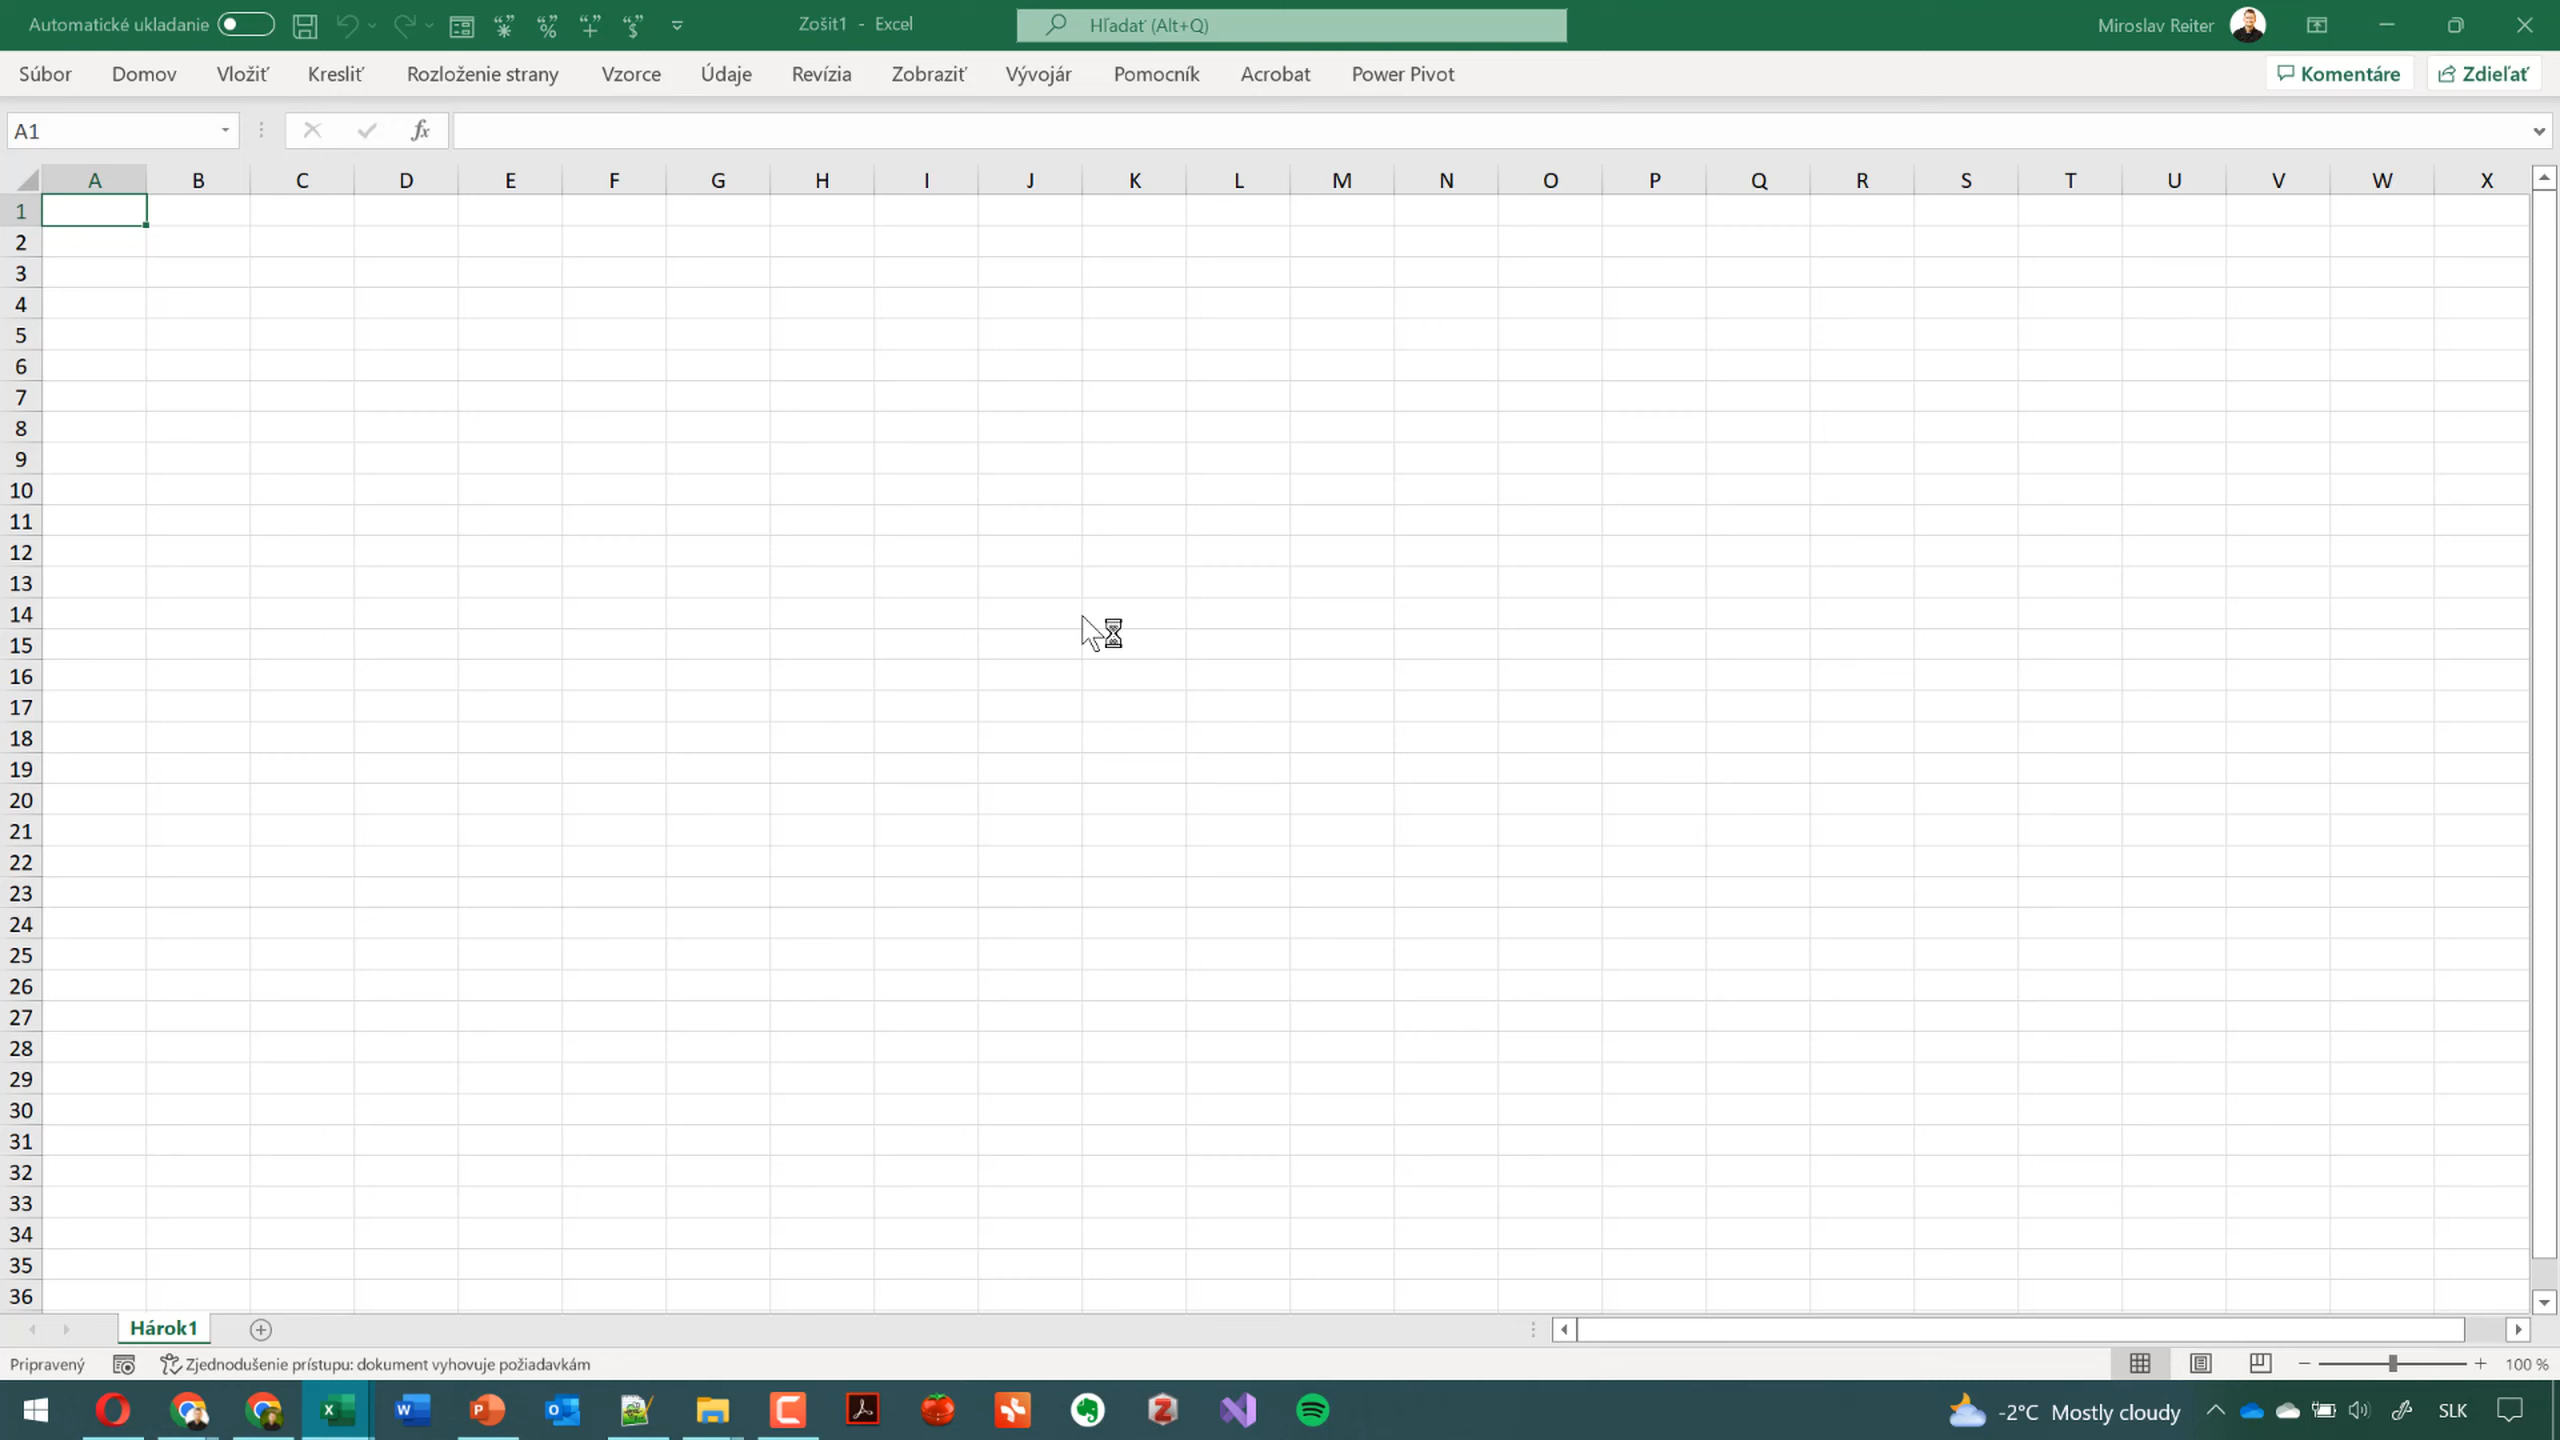 Automatické ukladanie
Zošit1 - Excel
Hľadať (Alt+Q)
Miroslav Reiter
Súbor Domov Vložiť Kresliť Rozloženie strany Vzorce Údaje Revízia Zobraziť Vývojár Pomocník Acrobat Power Pivot
Komentáre Zdieľať
A1
fx
A B C D E F G H I J K L M N O P Q R S T U V W X
1
2
3
4
5
6
7
8
9
10
11
12
13
14
15
16
17
18
19
20
21
22
23
24
25
26
27
28
29
30
31
32
33
34
35
36
Hárok1
Pripravený
Zjednodušenie prístupu: dokument vyhovuje požiadavkám
100 %
-2°C Mostly cloudy
SLK